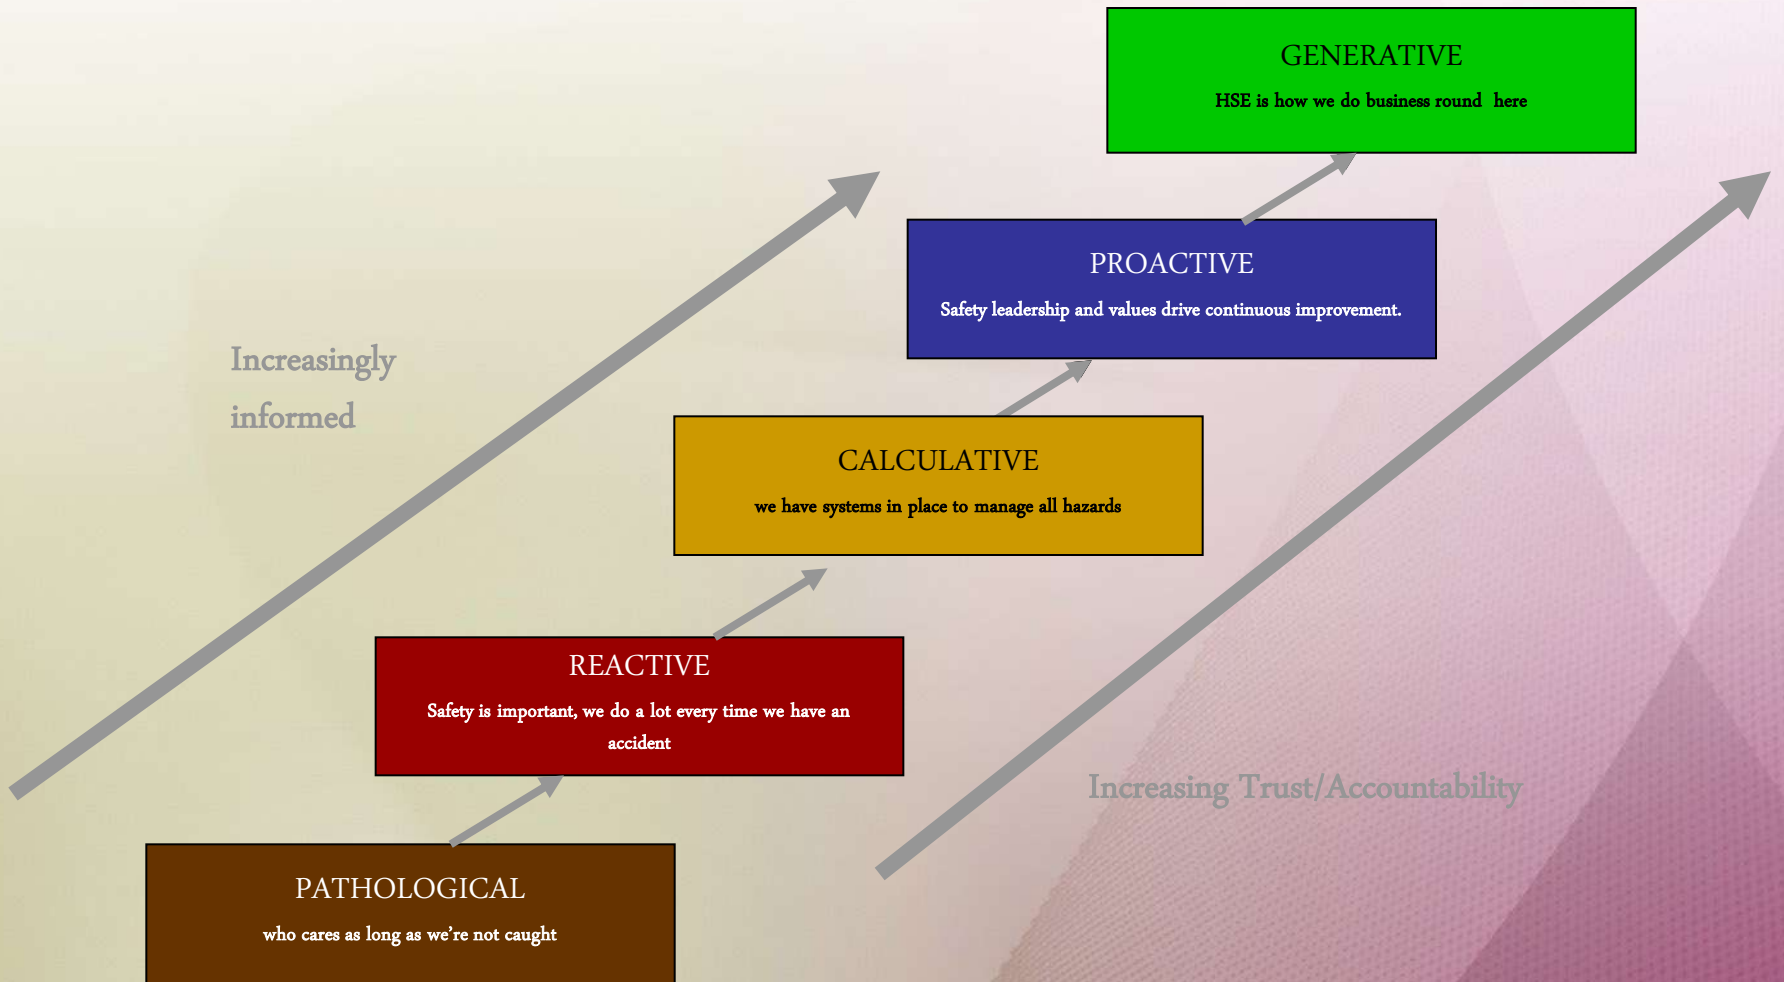 GENERATIVE
HSE is how we do business round  here
PROACTIVE
Safety leadership and values drive continuous improvement.
Increasingly
informed
CALCULATIVE
we have systems in place to manage all hazards
REACTIVE
Safety is important, we do a lot every time we have an
accident
Increasing Trust/Accountability
PATHOLOGICAL
who cares as long as we’re not caught